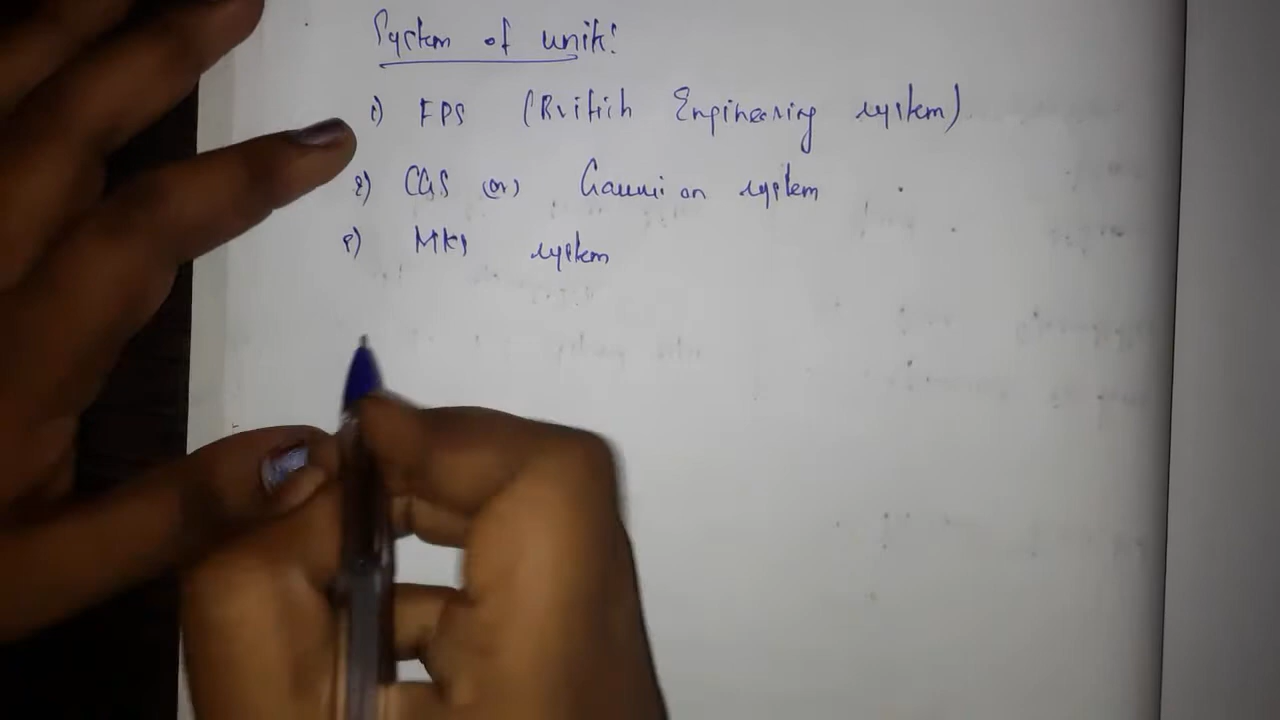 System of units:
1) FPS (British Engineering system)
2) CGS (or) Gaussian system
3) MKS system